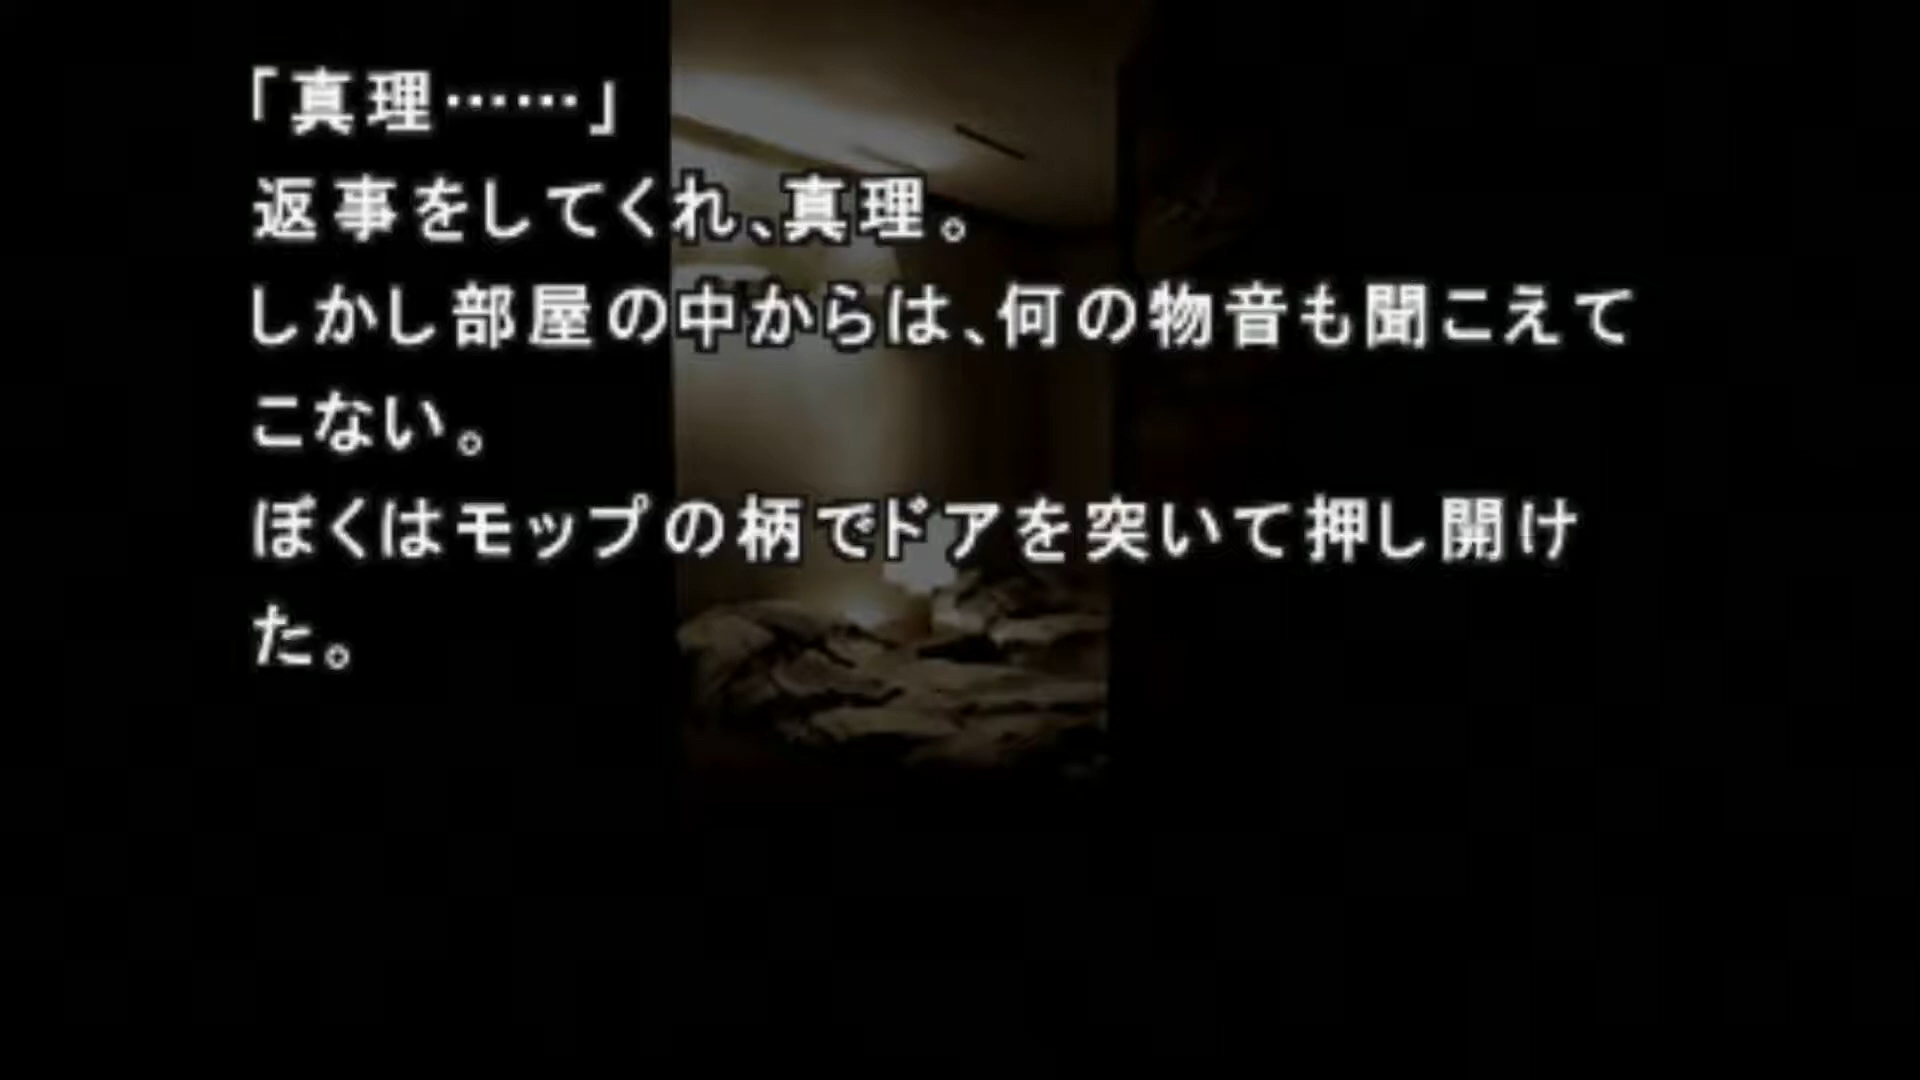 「真理……」
返事をしてくれ、真理。
しかし部屋の中からは、何の物音も聞こえて
こない。
ぼくはモップの柄でドアを突いて押し開け
た。